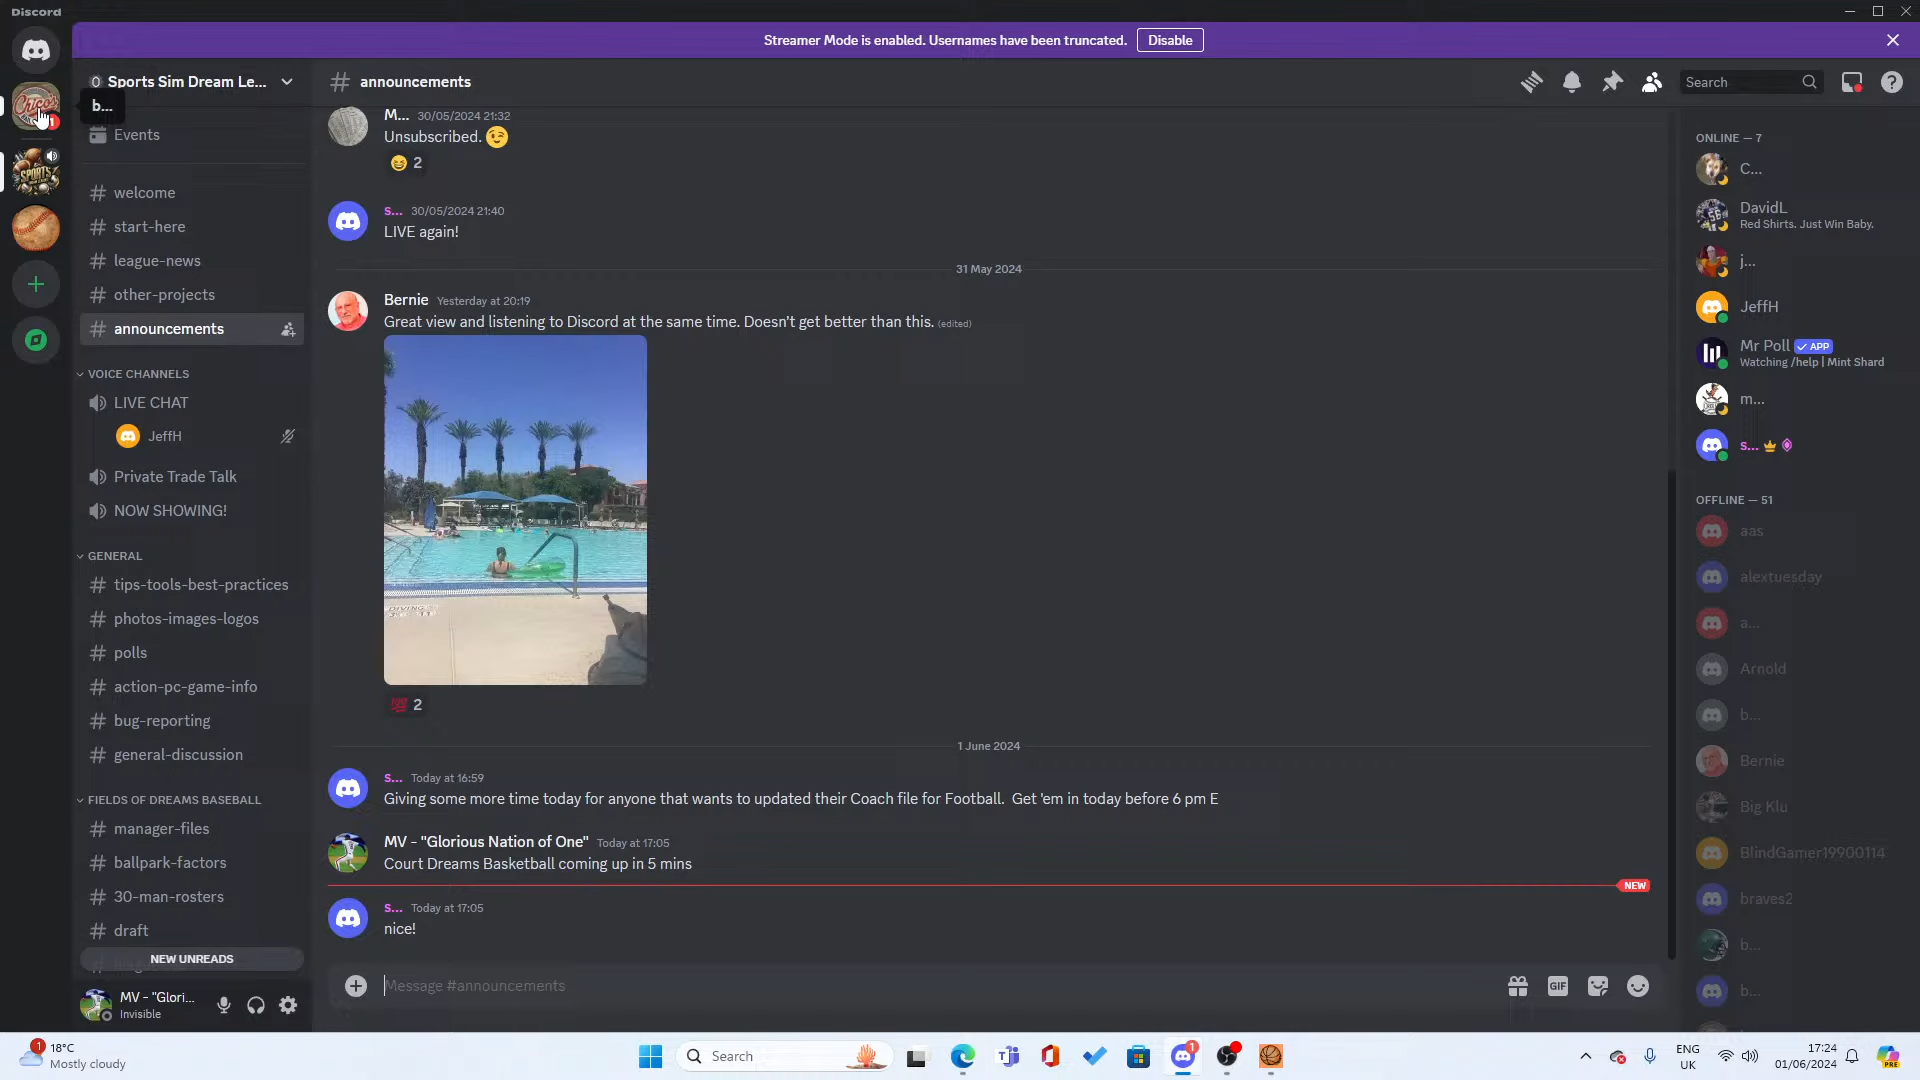 Discord
Streamer Mode is enabled. Usernames have been truncated.
Disable
Sports Sim Dream Le...
announcements
Search
b...
Events
welcome
start-here
league-news
other-projects
announcements
VOICE CHANNELS
LIVE CHAT
JeffH
Private Trade Talk
NOW SHOWING!
GENERAL
tips-tools-best-practices
photos-images-logos
polls
action-pc-game-info
bug-reporting
general-discussion
FIELDS OF DREAMS BASEBALL
manager-files
ballpark-factors
30-man-rosters
draft
NEW UNREADS
MV - "Glori...
Invisible
M... 30/05/2024 21:32
Unsubscribed.
2
s... 30/05/2024 21:40
LIVE again!
31 May 2024
Bernie Yesterday at 20:19
Great view and listening to Discord at the same time. Doesn't get better than this. (edited)
2
1 June 2024
s... Today at 16:59
Giving some more time today for anyone that wants to updated their Coach file for Football. Get 'em in today before 6 pm E
MV - "Glorious Nation of One" Today at 17:05
Court Dreams Basketball coming up in 5 mins
NEW
s... Today at 17:05
nice!
Message #announcements
GIF
ONLINE — 7
C...
DavidL
Red Shirts. Just Win Baby.
j...
JeffH
Mr Poll APP
Watching /help | Mint Shard
m...
s...
OFFLINE — 51
aas
alextuesday
a...
Arnold
b...
Bernie
Big Klu
BlindGamer19900114
braves2
b...
b...
1
18°C
Mostly cloudy
Search
1
ENG
UK
17:24
01/06/2024
PRE